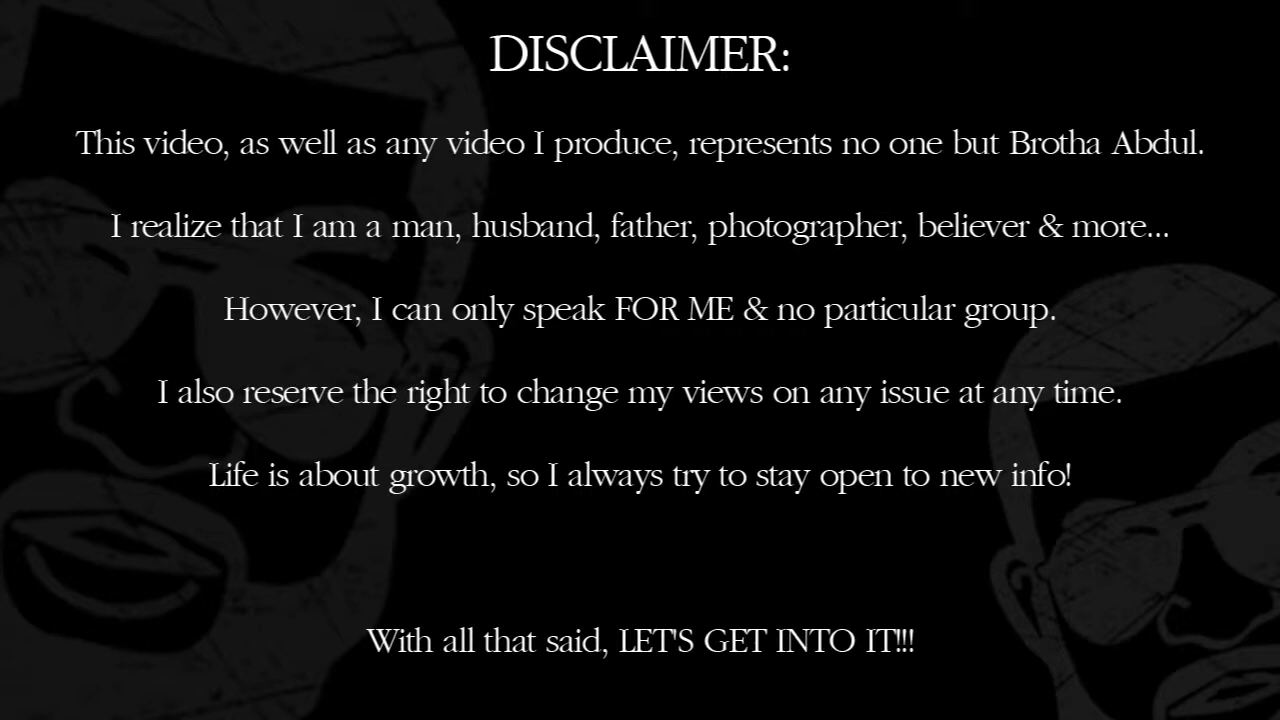 DISCLAIMER:
This video, as well as any video I produce, represents no one but Brotha Abdul.
I realize that I am a man, husband, father, photographer, believer & more...
However, I can only speak FOR ME & no particular group.
I also reserve the right to change my views on any issue at any time.
Life is about growth, so I always try to stay open to new info!
With all that said, LET'S GET INTO IT!!!